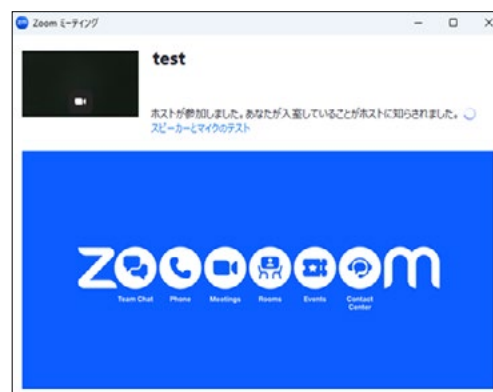 Zoom ミーティング
test
ホストが参加しました。あなたが入室していることがホストに知らされました。
スピーカーとマイクのテスト
zoooooom
Team Chat Phone Meetings Rooms Events Contact Center